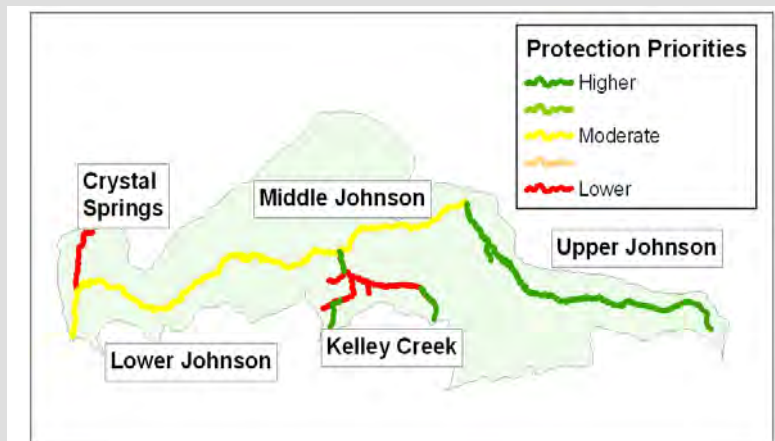 Protection Priorities
Higher
Moderate
Lower
Crystal
Springs
Middle Johnson
Upper Johnson
Lower Johnson
Kelley Creek